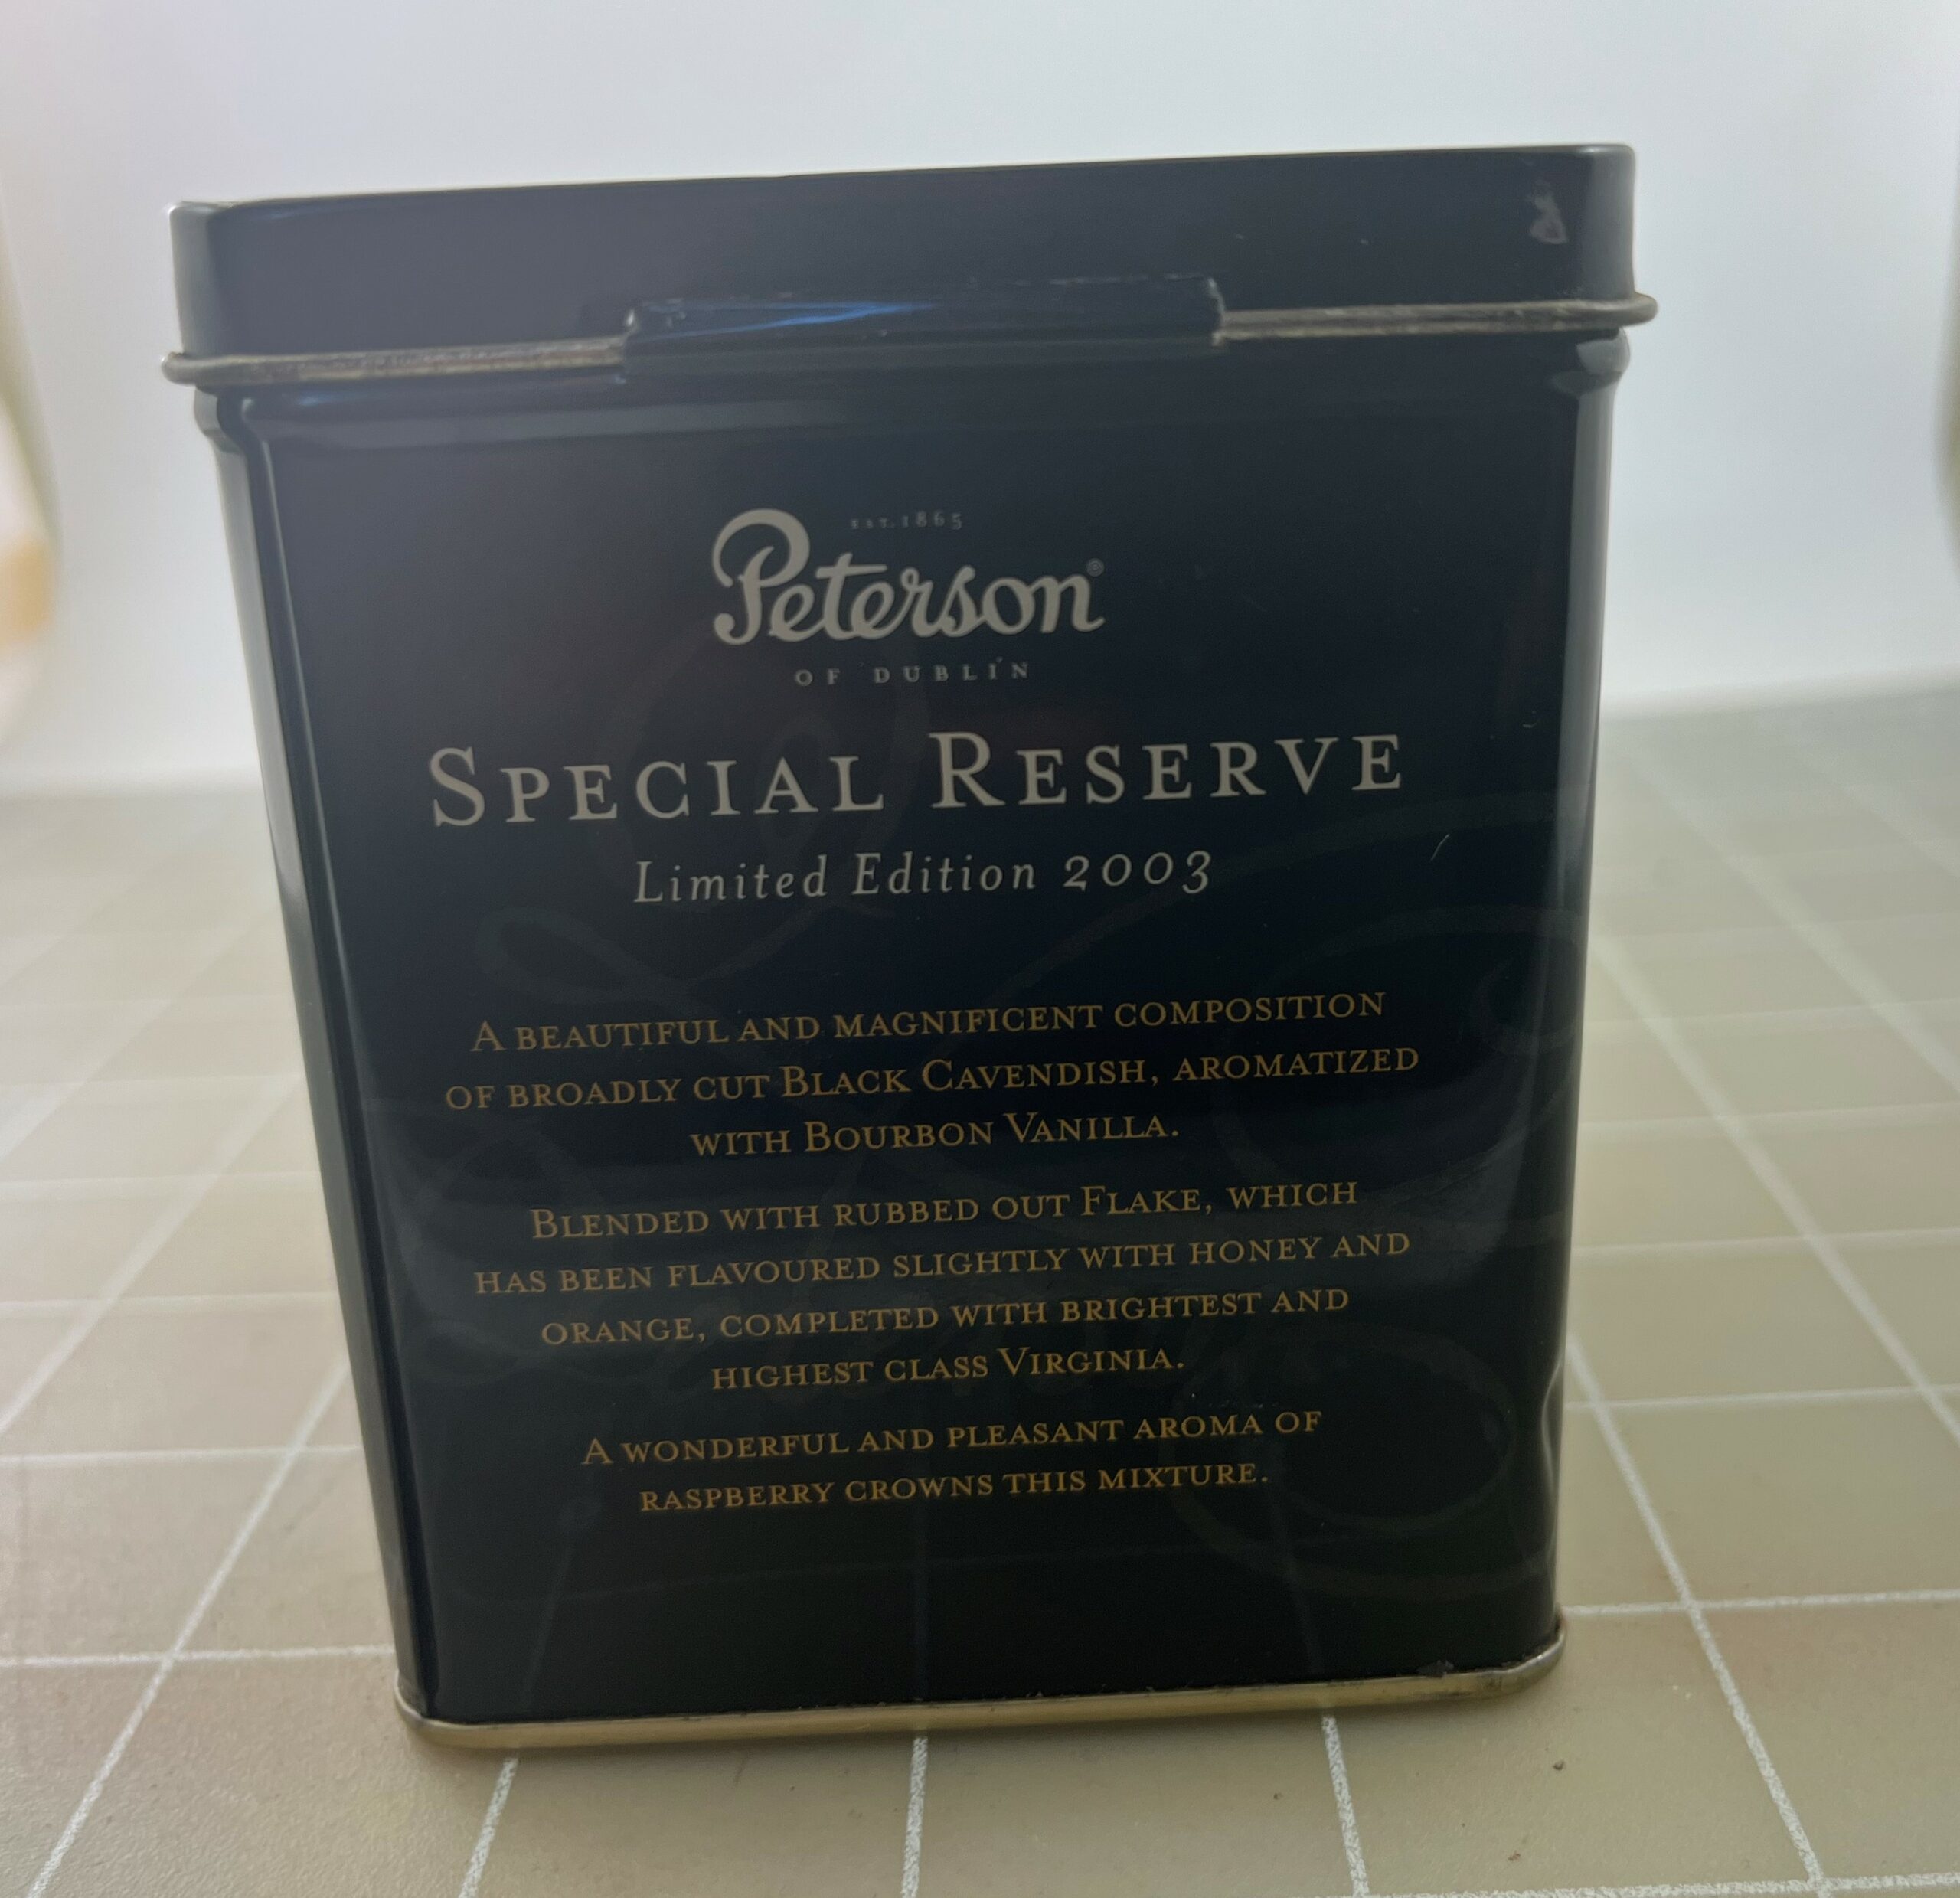 EST. 1865
Peterson®
OF DUBLIN
SPECIAL RESERVE
Limited Edition 2003
A BEAUTIFUL AND MAGNIFICENT COMPOSITION
OF BROADLY CUT BLACK CAVENDISH, AROMATIZED
WITH BOURBON VANILLA.
BLENDED WITH RUBBED OUT FLAKE, WHICH
HAS BEEN FLAVOURED SLIGHTLY WITH HONEY AND
ORANGE, COMPLETED WITH BRIGHTEST AND
HIGHEST CLASS VIRGINIA.
A WONDERFUL AND PLEASANT AROMA OF
RASPBERRY CROWNS THIS MIXTURE.